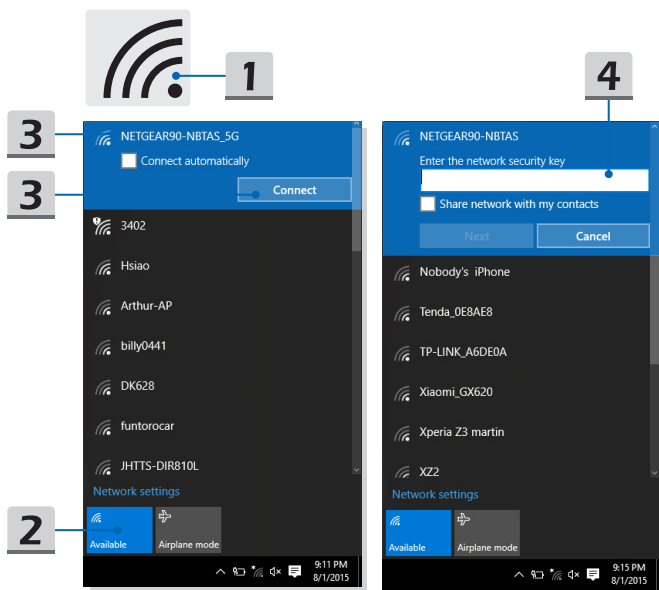 1
4
3
NETGEAR90-NBTAS_5G
Connect automatically
3
Connect
3402
Hsiao
Arthur-AP
billy0441
DK628
funtorocar
JHTTS-DIR810L
Network settings
2
Available
Airplane mode
9:11 PM
8/1/2015
NETGEAR90-NBTAS
Enter the network security key
Share network with my contacts
Next
Cancel
Nobody's iPhone
Tenda_0E8AE8
TP-LINK_A6DE0A
Xiaomi_GX620
Xperia Z3 martin
XZ2
Network settings
Available
Airplane mode
9:15 PM
8/1/2015